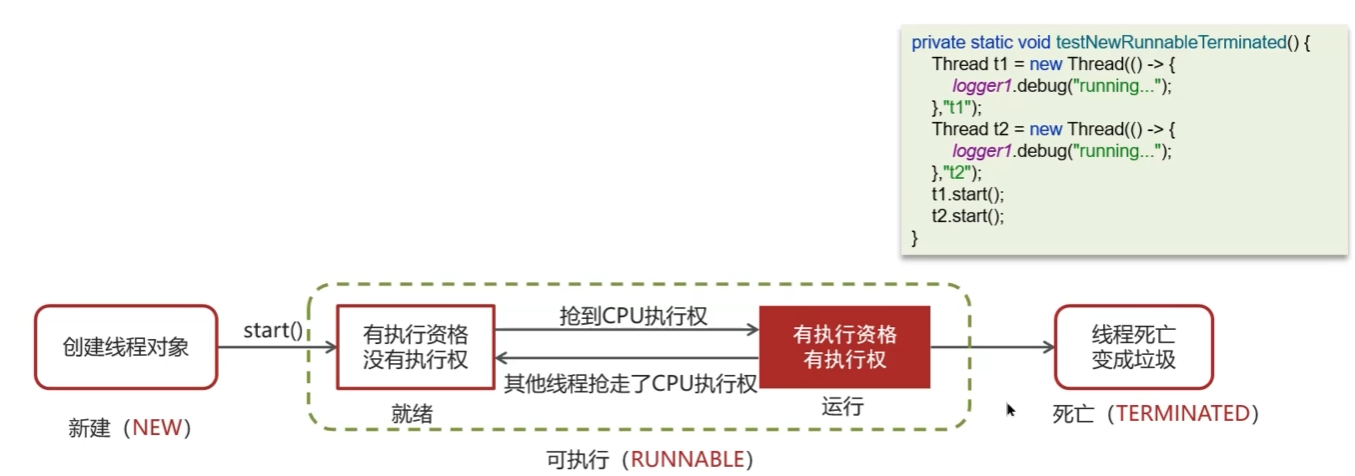 private static void testNewRunnableTerminated() {
Thread t1 = new Thread(() -> {
logger1.debug("running...");
},"t1");
Thread t2 = new Thread(() -> {
logger1.debug("running...");
},"t2");
t1.start();
t2.start();
}
创建线程对象
start()
有执行资格
没有执行权
抢到CPU执行权
其他线程抢走了CPU执行权
有执行资格
有执行权
线程死亡
变成垃圾
新建（NEW）
就绪
运行
死亡（TERMINATED）
可执行（RUNNABLE）